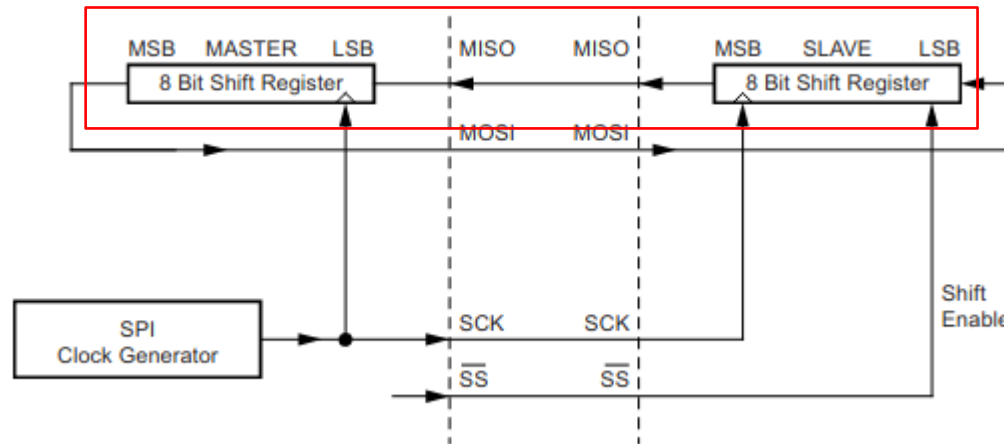 MSB MASTER LSB MISO MISO MSB SLAVE LSB
8 Bit Shift Register 8 Bit Shift Register
MOSI MOSI
SPI
Clock Generator
SCK SCK
Shift
Enable
SS SS